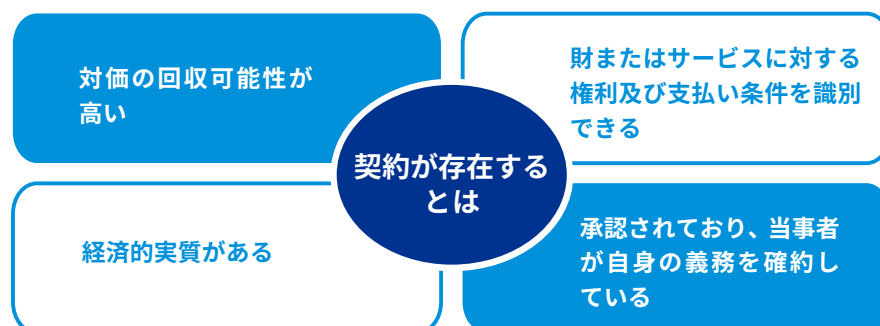 対価の回収可能性が
高い
財またはサービスに対する
権利及び支払い条件を識別
できる
契約が存在する
とは
経済的実質がある
承認されており、当事者
が自身の義務を確約し
ている